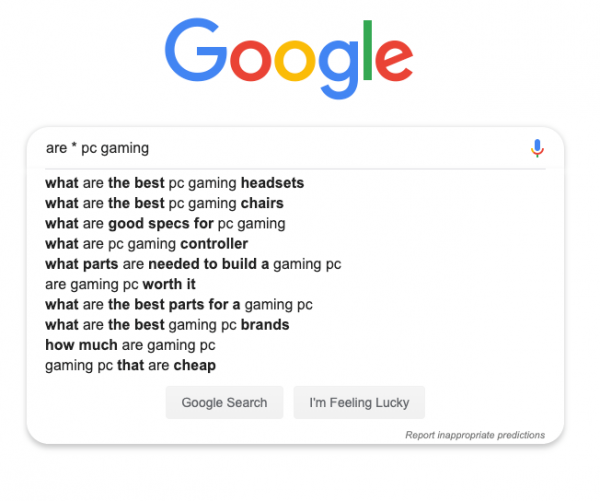 Google
are * pc gaming
what are the best pc gaming headsets
what are the best pc gaming chairs
what are good specs for pc gaming
what are pc gaming controller
what parts are needed to build a gaming pc
are gaming pc worth it
what are the best parts for a gaming pc
what are the best gaming pc brands
how much are gaming pc
gaming pc that are cheap
Google Search I'm Feeling Lucky
Report inappropriate predictions